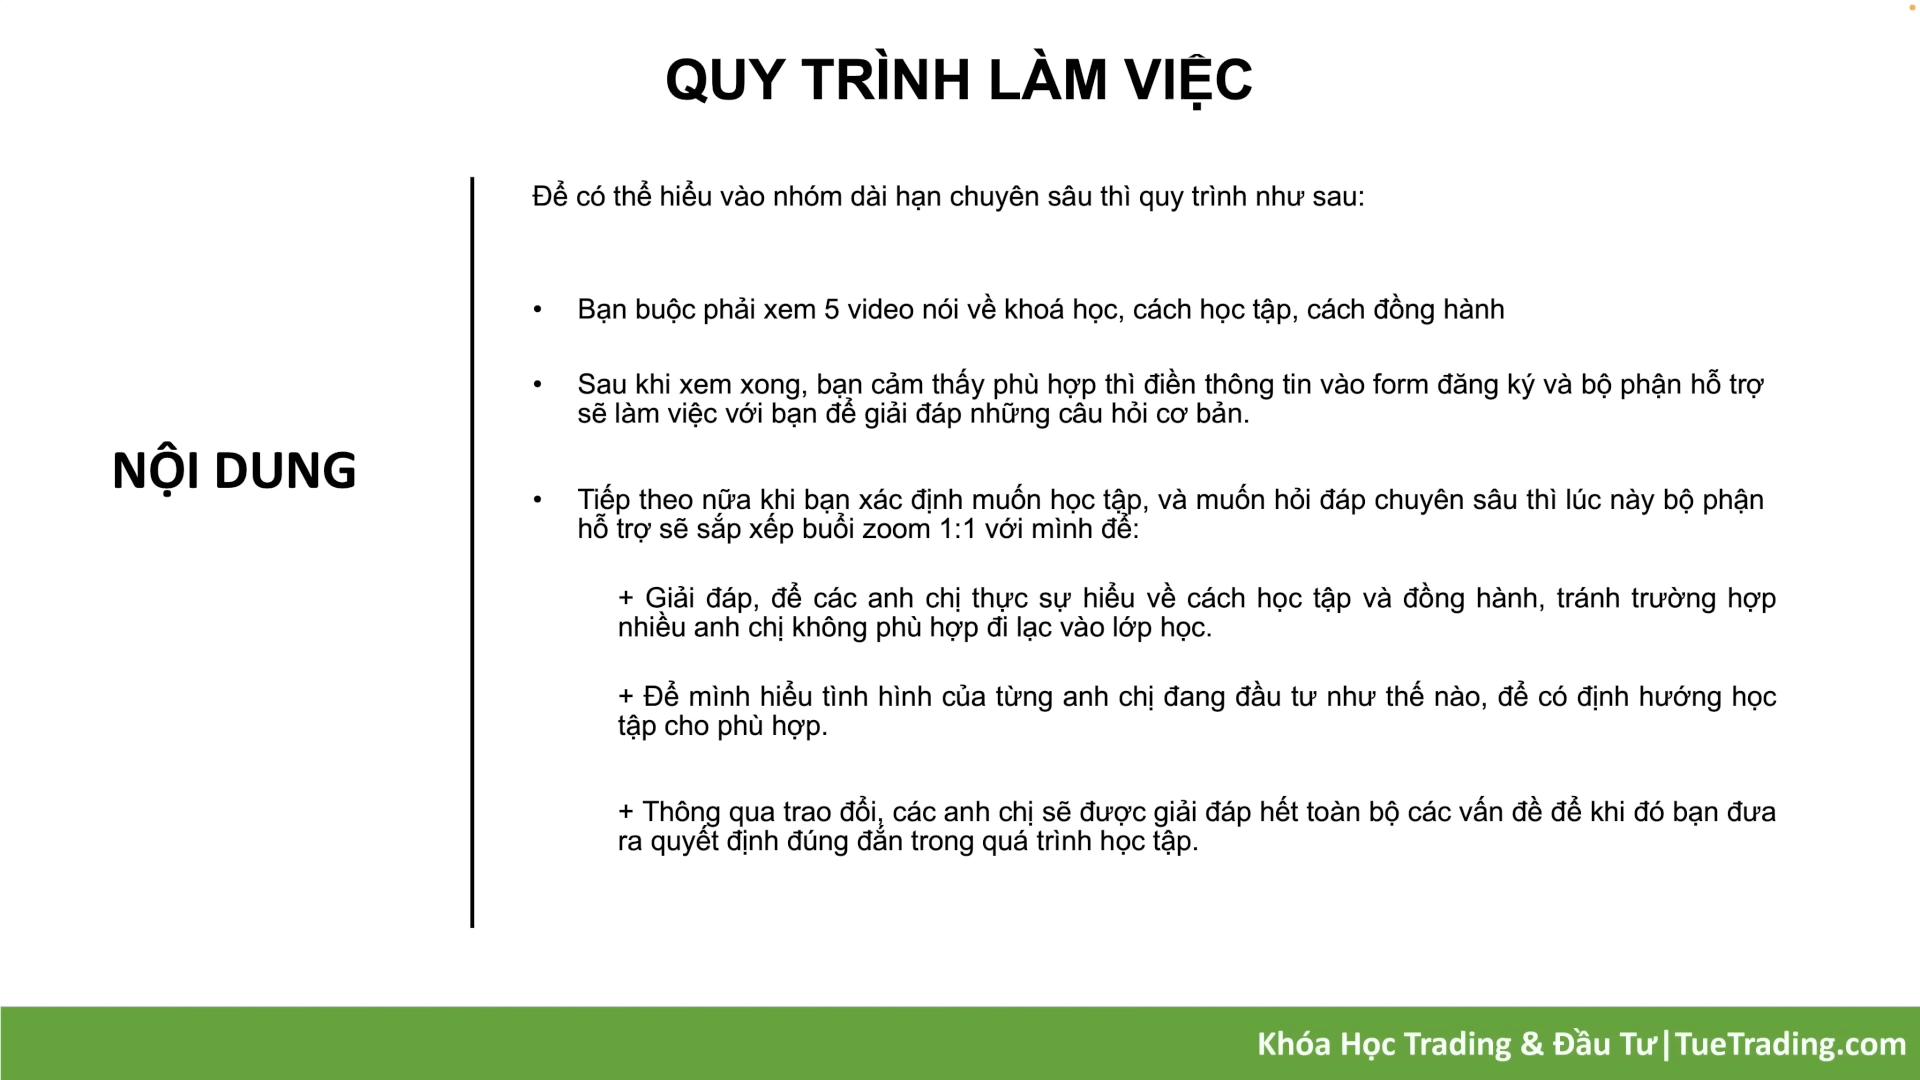 QUY TRÌNH LÀM VIỆC
Để có thể hiểu vào nhóm dài hạn chuyên sâu thì quy trình như sau:
• Bạn buộc phải xem 5 video nói về khoá học, cách học tập, cách đồng hành
• Sau khi xem xong, bạn cảm thấy phù hợp thì điền thông tin vào form đăng ký và bộ phận hỗ trợ
sẽ làm việc với bạn để giải đáp những câu hỏi cơ bản.
NỘI DUNG
• Tiếp theo nữa khi bạn xác định muốn học tập, và muốn hỏi đáp chuyên sâu thì lúc này bộ phận
hỗ trợ sẽ sắp xếp buổi zoom 1:1 với mình để:
+ Giải đáp, để các anh chị thực sự hiểu về cách học tập và đồng hành, tránh trường hợp
nhiều anh chị không phù hợp đi lạc vào lớp học.
+ Để mình hiểu tình hình của từng anh chị đang đầu tư như thế nào, để có định hướng học
tập cho phù hợp.
+ Thông qua trao đổi, các anh chị sẽ được giải đáp hết toàn bộ các vấn đề để khi đó bạn đưa
ra quyết định đúng đắn trong quá trình học tập.
Khóa Học Trading & Đầu Tư|TueTrading.com